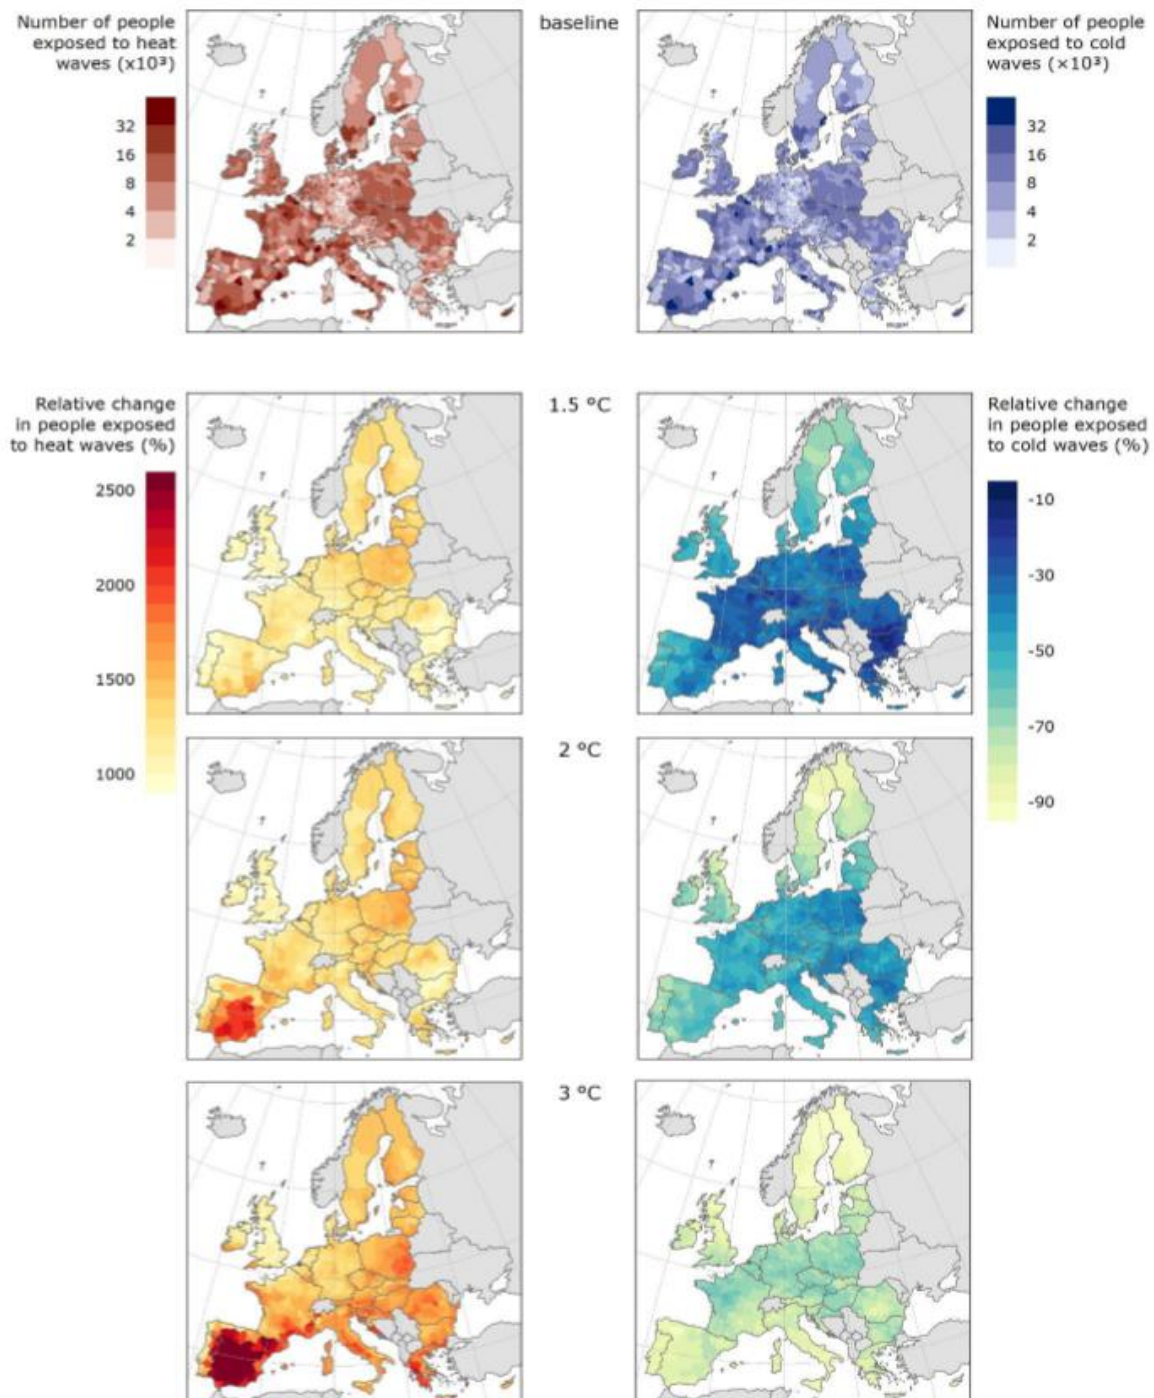 Number of people
exposed to heat
waves (x10³)
32
16
8
4
2
baseline
Number of people
exposed to cold
waves (×10³)
32
16
8
4
2
Relative change
in people exposed
to heat waves (%)
2500
2000
1500
1000
1.5 °C
Relative change
in people exposed
to cold waves (%)
-10
-30
-50
-70
-90
2 °C
3 °C